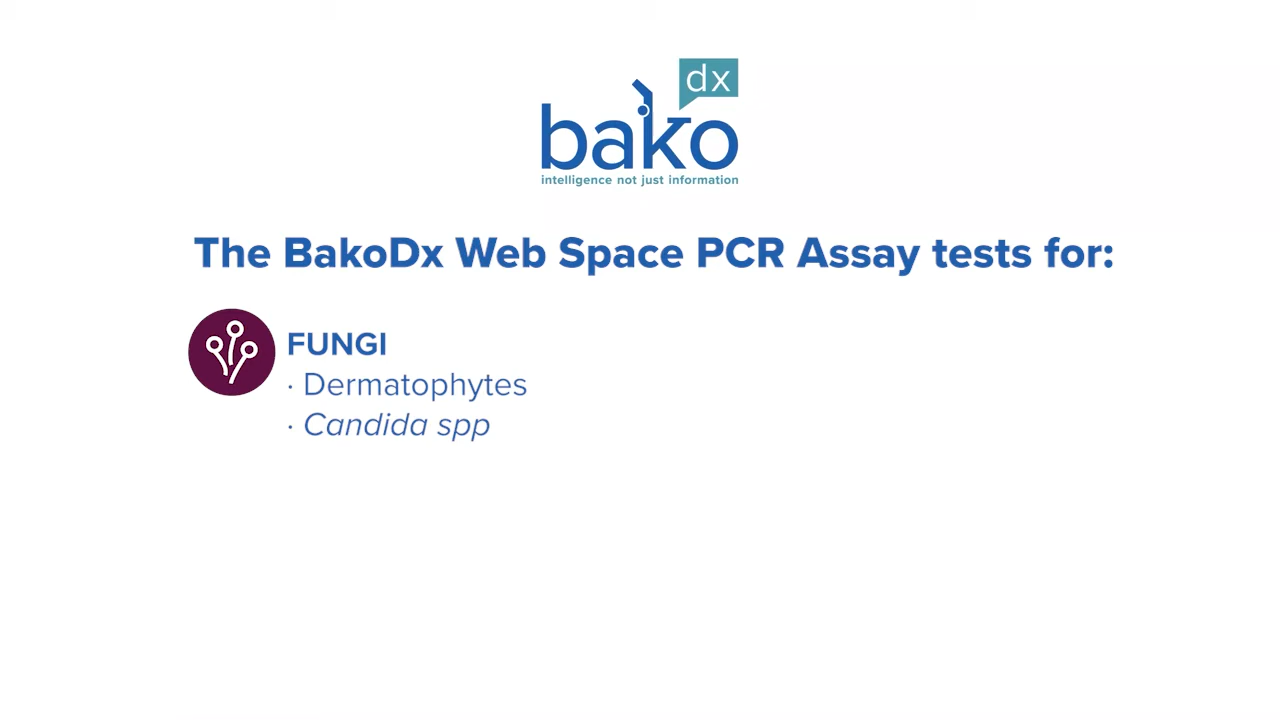 dx
bako
intelligence not just information
The BakoDx Web Space PCR Assay tests for:
FUNGI
· Dermatophytes
· Candida spp